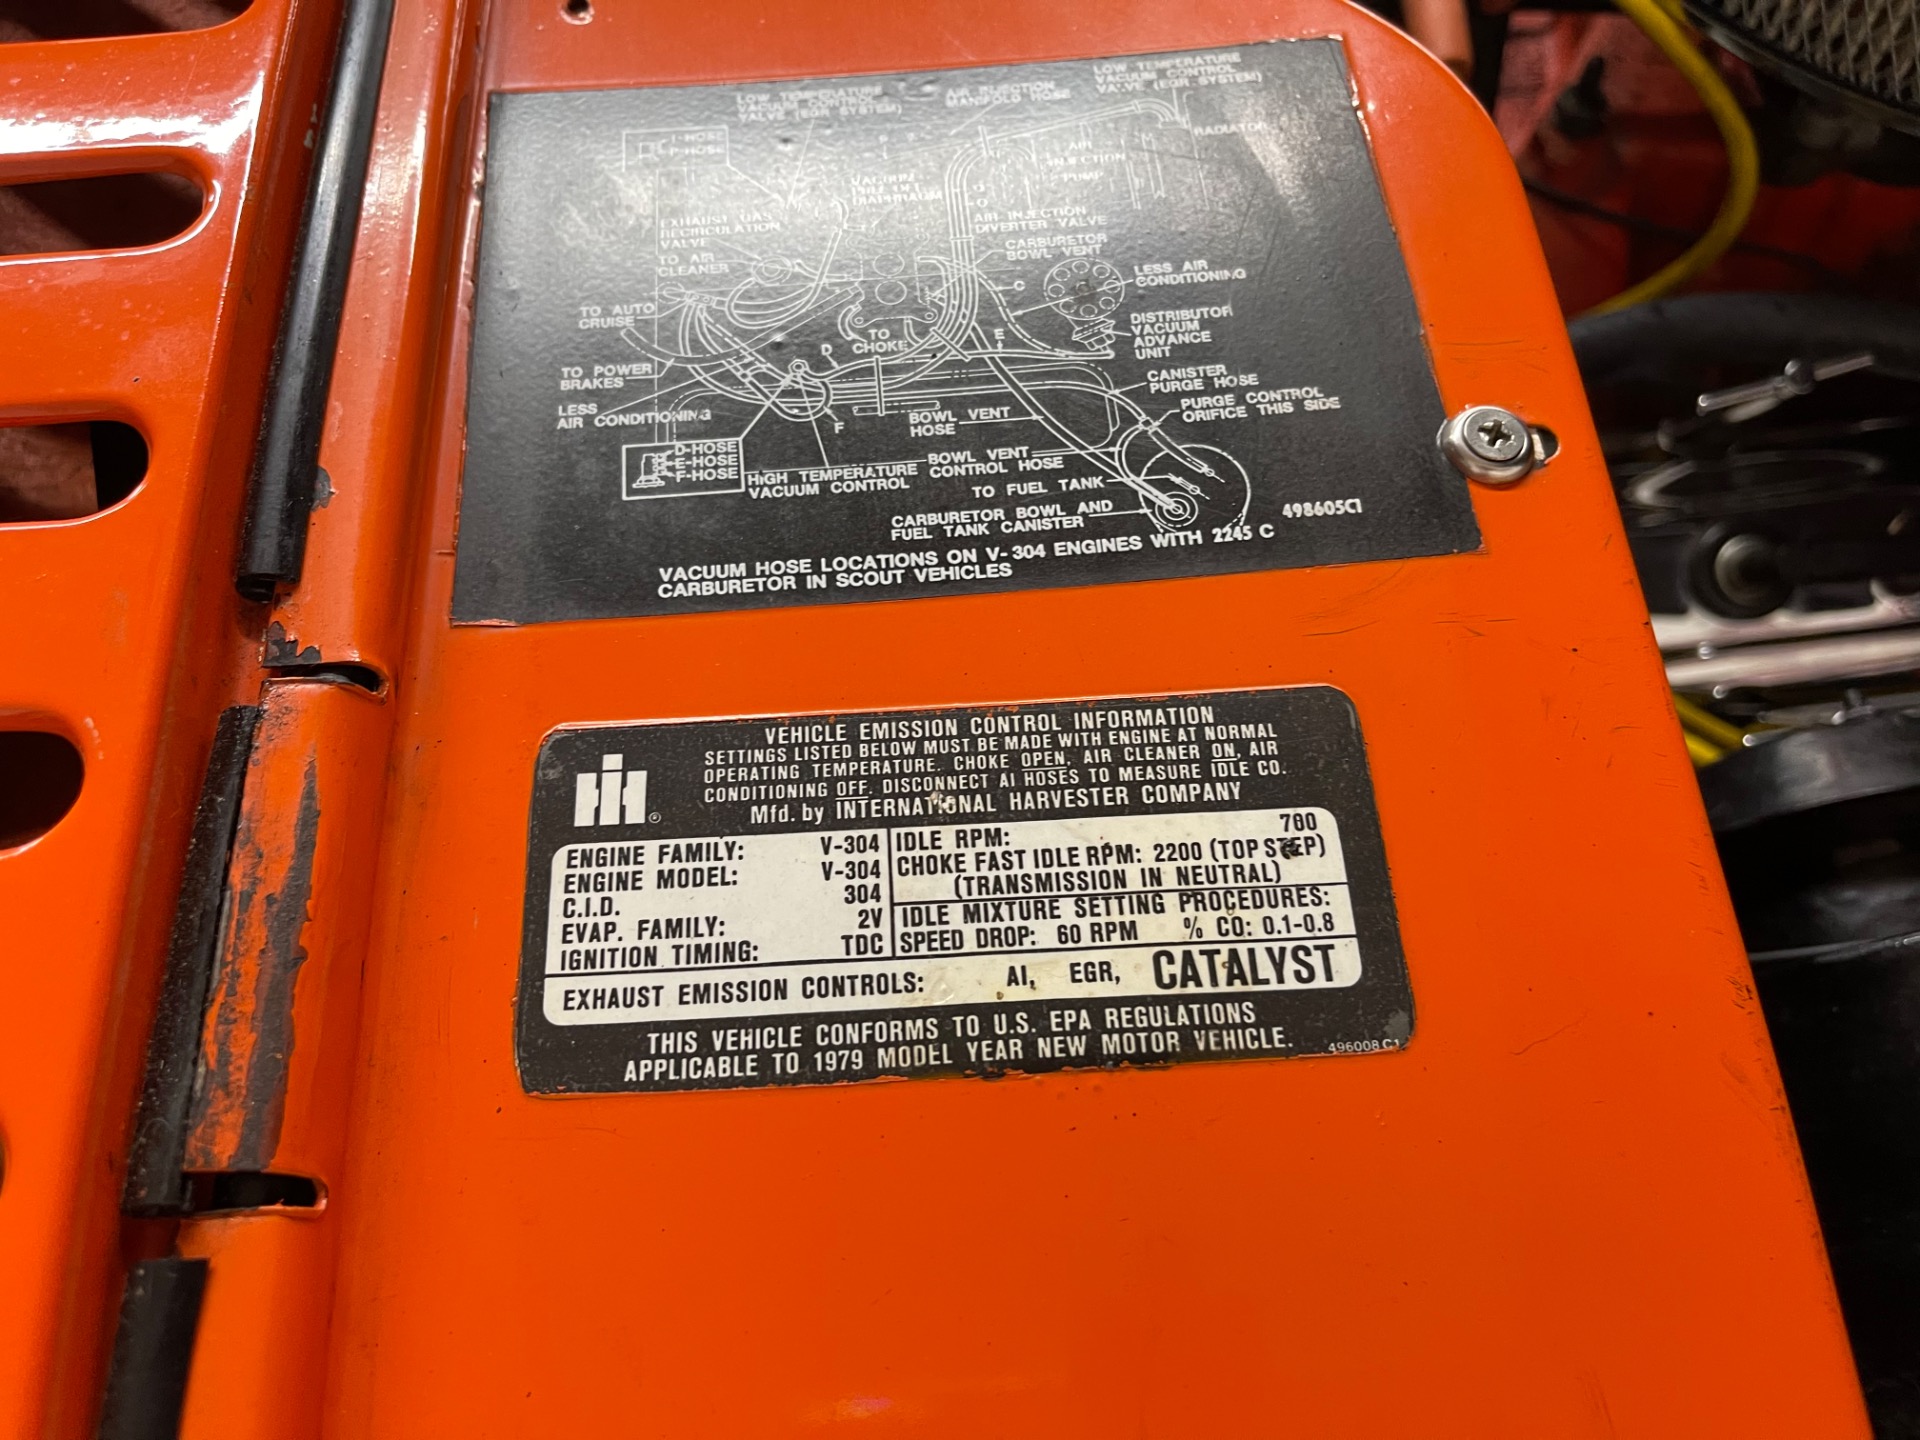 LOW TEMPERATURE
VACUUM CONTROL
VALVE (EGR SYSTEM)
AIR INJECTION
MANIFOLD HOSE
LOW TEMPERATURE
VACUUM CONTROL
VALVE (EGR SYSTEM)
RADIATOR
-HOSE
-HOSE
AIR
INJECTION
PUMP
VACUUM
DIAPHRAGM
EXHAUST GAS
RECIRCULATION
VALVE
AIR INJECTION
DIVERTER VALVE
TO AIR
CLEANER
CARBURETOR
BOWL VENT
C
LESS AIR
CONDITIONING
TO AUTO
CRUISE
DISTRIBUTOR
VACUUM
ADVANCE
UNIT
TO
CHOKE
D
E
TO POWER
BRAKES
CANISTER
PURGE HOSE
LESS
AIR CONDITIONING
F
BOWL VENT
HOSE
PURGE CONTROL
ORIFICE THIS SIDE
D-HOSE
E-HOSE
F-HOSE
HIGH TEMPERATURE
VACUUM CONTROL
BOWL VENT
CONTROL HOSE
TO FUEL TANK
CARBURETOR BOWL AND
FUEL TANK CANISTER
498605C1
VACUUM HOSE LOCATIONS ON V-304 ENGINES WITH 2245 C
CARBURETOR IN SCOUT VEHICLES
VEHICLE EMISSION CONTROL INFORMATION
SETTINGS LISTED BELOW MUST BE MADE WITH ENGINE AT NORMAL
OPERATING TEMPERATURE. CHOKE OPEN, AIR CLEANER ON, AIR
CONDITIONING OFF. DISCONNECT AI HOSES TO MEASURE IDLE CO.
Mfd. by INTERNATIONAL HARVESTER COMPANY
IH ®
ENGINE FAMILY: V-304
ENGINE MODEL: V-304
C.I.D. 304
EVAP. FAMILY: 2V
IGNITION TIMING: TDC
IDLE RPM: 700
CHOKE FAST IDLE RPM: 2200 (TOP STEP)
(TRANSMISSION IN NEUTRAL)
IDLE MIXTURE SETTING PROCEDURES:
SPEED DROP: 60 RPM % CO: 0.1-0.8
EXHAUST EMISSION CONTROLS: AI, EGR, CATALYST
THIS VEHICLE CONFORMS TO U.S. EPA REGULATIONS
APPLICABLE TO 1979 MODEL YEAR NEW MOTOR VEHICLE.
496008 C1